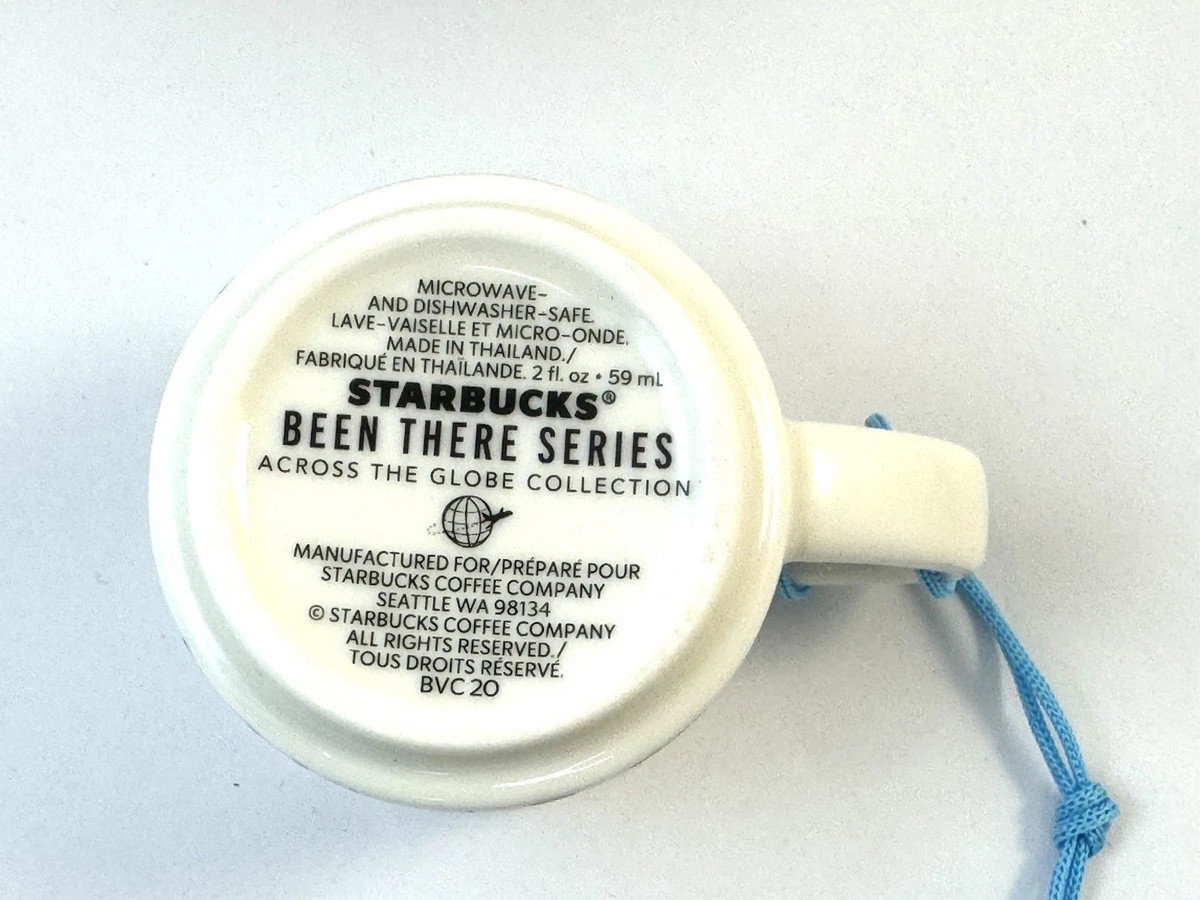 MICROWAVE-
AND DISHWASHER-SAFE.
LAVE-VAISELLE ET MICRO-ONDE.
MADE IN THAILAND./
FABRIQUÉ EN THAÏLANDE. 2 fl. oz • 59 mL
STARBUCKS®
BEEN THERE SERIES
ACROSS THE GLOBE COLLECTION
MANUFACTURED FOR/PRÉPARÉ POUR
STARBUCKS COFFEE COMPANY
SEATTLE WA 98134
© STARBUCKS COFFEE COMPANY
ALL RIGHTS RESERVED./
TOUS DROITS RÉSERVÉ.
BVC 20